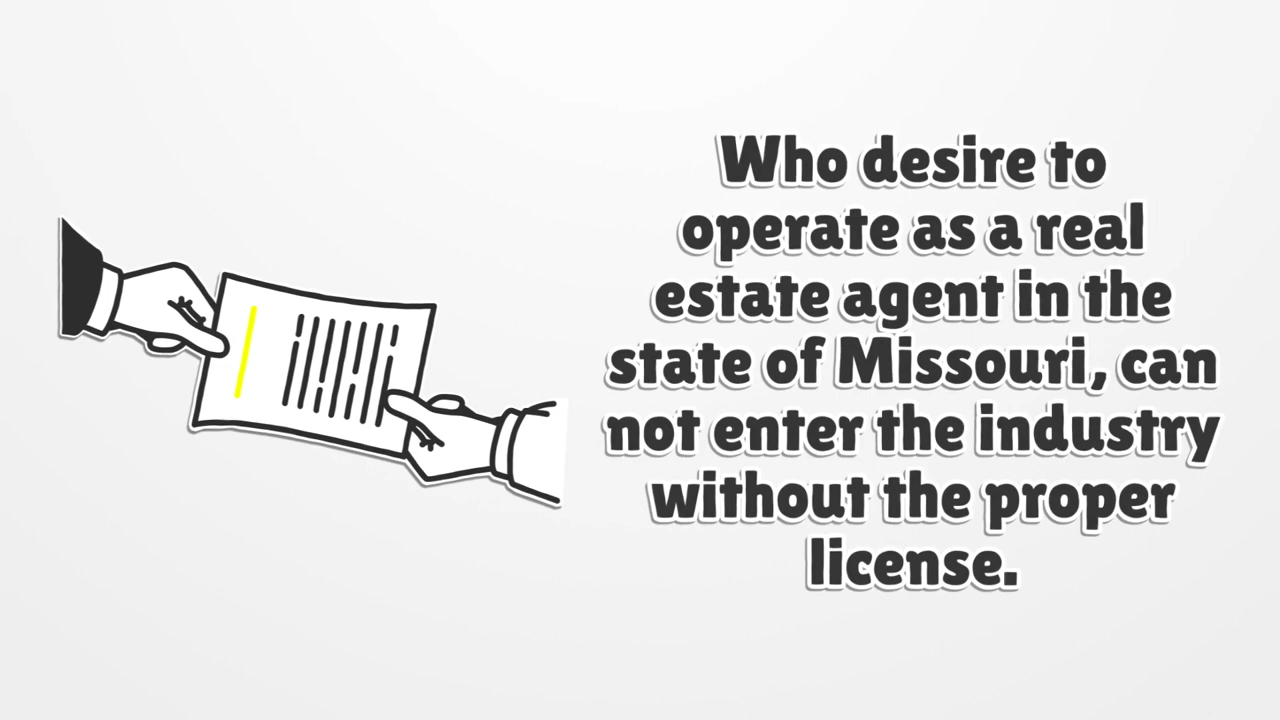 Who desire to
operate as a real
estate agent in the
state of Missouri, can
not enter the industry
without the proper
license.